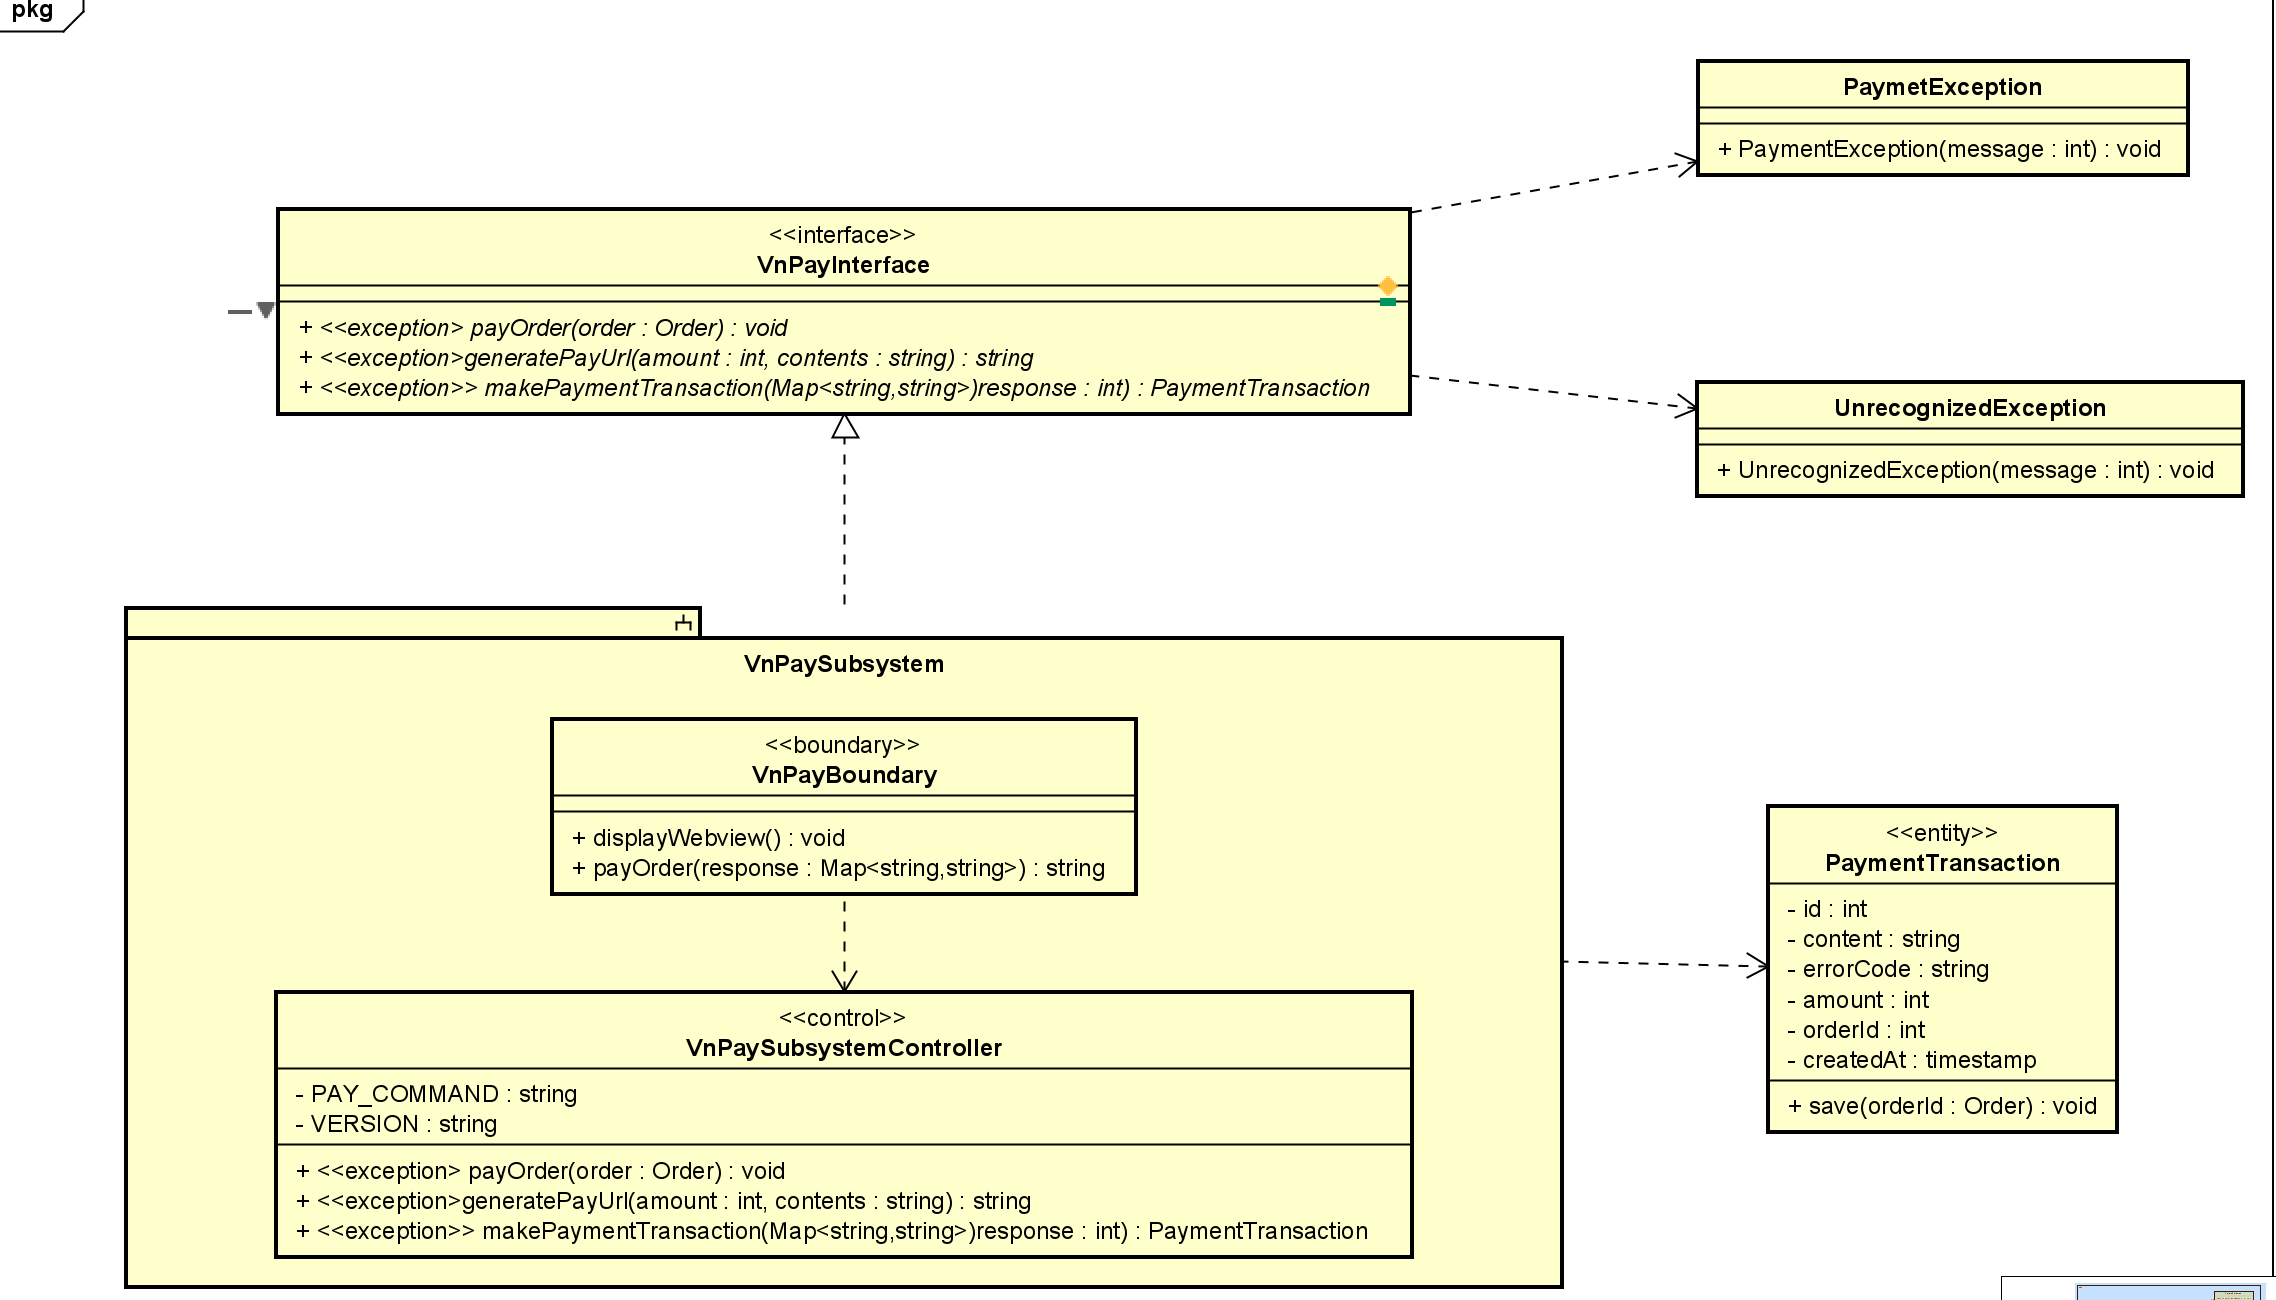 pkg
PaymetException
+ PaymentException(message : int) : void
<<interface>>
VnPayInterface
+ <<exception> payOrder(order : Order) : void
+ <<exception>generatePayUrl(amount : int, contents : string) : string
+ <<exception>> makePaymentTransaction(Map<string,string>)response : int) : PaymentTransaction
UnrecognizedException
+ UnrecognizedException(message : int) : void
VnPaySubsystem
<<boundary>>
VnPayBoundary
+ displayWebview() : void
+ payOrder(response : Map<string,string>) : string
<<entity>>
PaymentTransaction
- id : int
- content : string
- errorCode : string
- amount : int
- orderId : int
- createdAt : timestamp
+ save(orderId : Order) : void
<<control>>
VnPaySubsystemController
- PAY_COMMAND : string
- VERSION : string
+ <<exception> payOrder(order : Order) : void
+ <<exception>generatePayUrl(amount : int, contents : string) : string
+ <<exception>> makePaymentTransaction(Map<string,string>)response : int) : PaymentTransaction